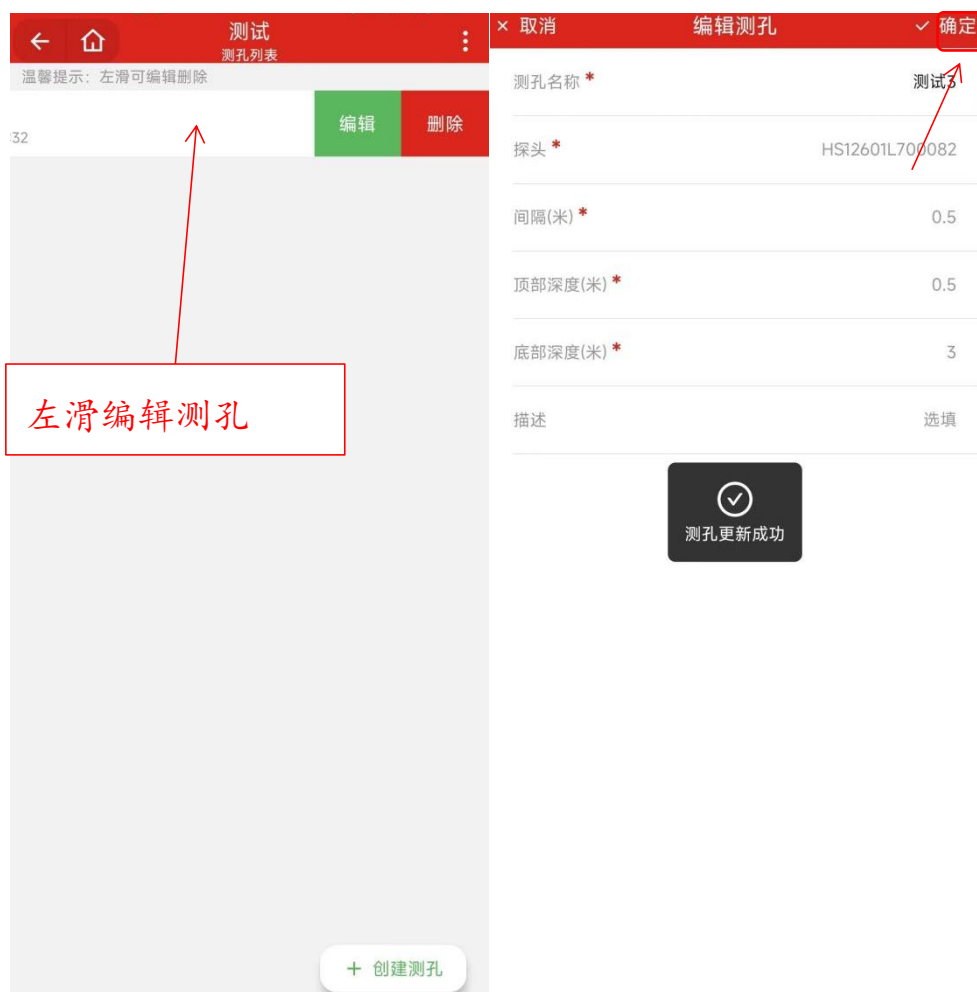 测试
测孔列表
温馨提示：左滑可编辑删除
编辑
删除
左滑编辑测孔
+ 创建测孔
× 取消
编辑测孔
✓ 确定
测孔名称 *
测试3
探头 *
HS12601L700082
间隔(米) *
0.5
顶部深度(米) *
0.5
底部深度(米) *
3
描述
选填
测孔更新成功